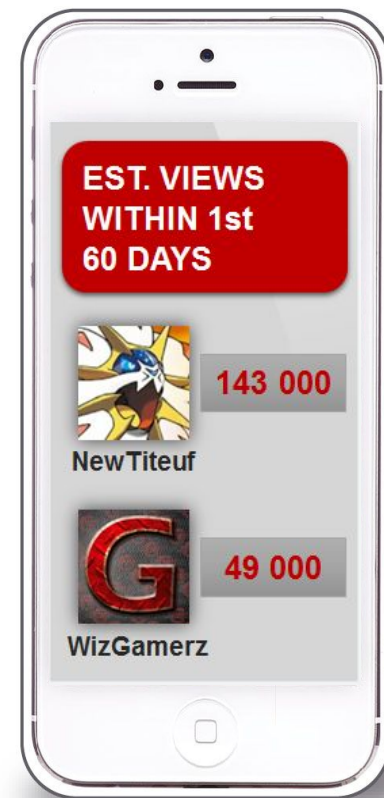 EST. VIEWS
WITHIN 1st
60 DAYS
143 000
NewTiteuf
G
49 000
WizGamerz